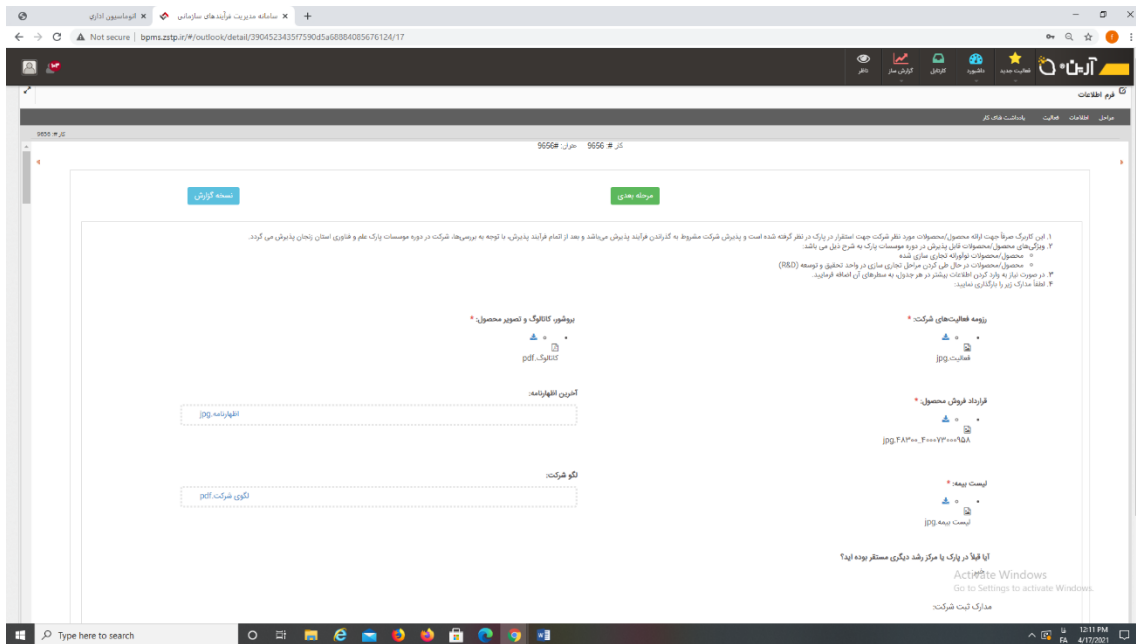 اتوماسیون اداری
سامانه مدیریت فرآیندهای سازمانی
Not secure | bpms.zstp.ir/#/outlook/detail/3904523435f7590d5a68884085676124/17
آرین
فعالیت جدید
داشبورد
کارتابل
گزارش ساز
ناظر
فرم اطلاعات
مراحل اطلاعات فعالیت یادداشت های کار
کار #: 9656
کار #: 9656 عنوان: #9656
مرحله بعدی
نسخه گزارش
۱. این کاربرگ صرفاً جهت ارائه محصول/محصولات مورد نظر شرکت جهت استقرار در پارک در نظر گرفته شده است و پذیرش شرکت مشروط به گذراندن فرآیند پذیرش می‌باشد و بعد از اتمام فرآیند پذیرش، با توجه به بررسی‌ها، شرکت در دوره موسسات پارک علم و فناوری استان زنجان پذیرش می گردد.
۲. ویژگی‌های محصول/محصولات قابل پذیرش در دوره موسسات پارک به شرح ذیل می باشد:
محصول/محصولات نوآورانه تجاری سازی شده
محصول/محصولات در حال طی کردن مراحل تجاری سازی در واحد تحقیق و توسعه (R&D)
۳. در صورت نیاز به وارد کردن اطلاعات بیشتر در هر جدول، به سطرهای آن اضافه فرمایید.
۴. لطفاً مدارک زیر را بارگذاری نمایید:
رزومه فعالیت‌های شرکت: *
فعالیت.jpg
بروشور، کاتالوگ و تصویر محصول: *
کاتالوگ.pdf
قرارداد فروش محصول: *
۴۸۳۰۰_۴۰۰۰۷۳۰۰۰۹۵۸.jpg
آخرین اظهارنامه:
اظهارنامه.jpg
لیست بیمه: *
لیست بیمه.jpg
لگو شرکت:
لگوی شرکت.pdf
آیا قبلاً در پارک یا مرکز رشد دیگری مستقر بوده اید؟
خیر
مدارک ثبت شرکت:
Activate Windows
Go to Settings to activate Windows.
Type here to search
FA
12:11 PM
4/17/2021